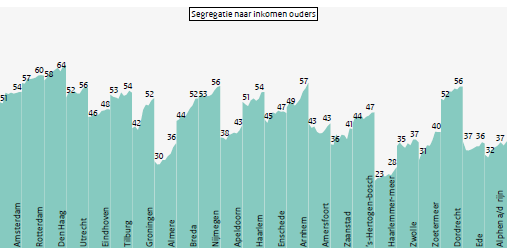 Segregatie naar inkomen ouders
51 54 57 60 58 64 52 56 46 48 53 54 42 52 30 36 44 52 53 56 38 43 51 54 45 47 49 57 43 43 36 41 44 47 23 28 35 37 31 40 52 56 37 36 32 37
Amsterdam
Rotterdam
Den Haag
Utrecht
Eindhoven
Tilburg
Groningen
Almere
Breda
Nijmegen
Apeldoorn
Haarlem
Enschede
Arnhem
Amersfoort
Zaanstad
's-Hertogen-bosch
Haarlemmer-meer
Zwolle
Zoetermeer
Dordrecht
Ede
Alphen a/d rijn